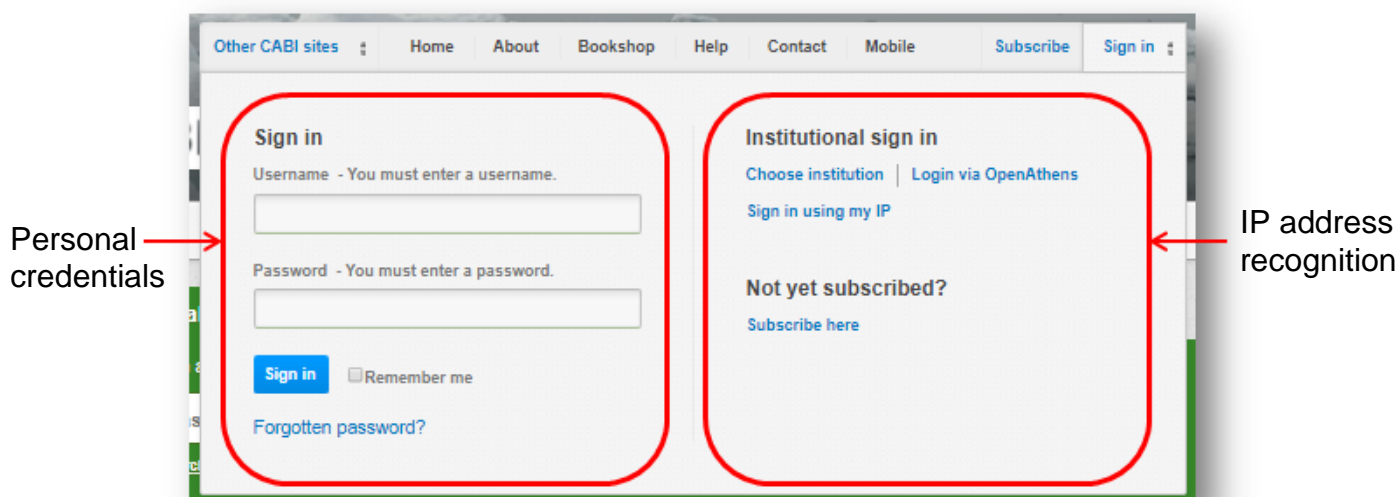 Other CABI sites Home About Bookshop Help Contact Mobile Subscribe Sign in
Sign in
Username - You must enter a username.
Password - You must enter a password.
Sign in Remember me
Forgotten password?
Institutional sign in
Choose institution | Login via OpenAthens
Sign in using my IP
Not yet subscribed?
Subscribe here
Personal
credentials
IP address
recognition